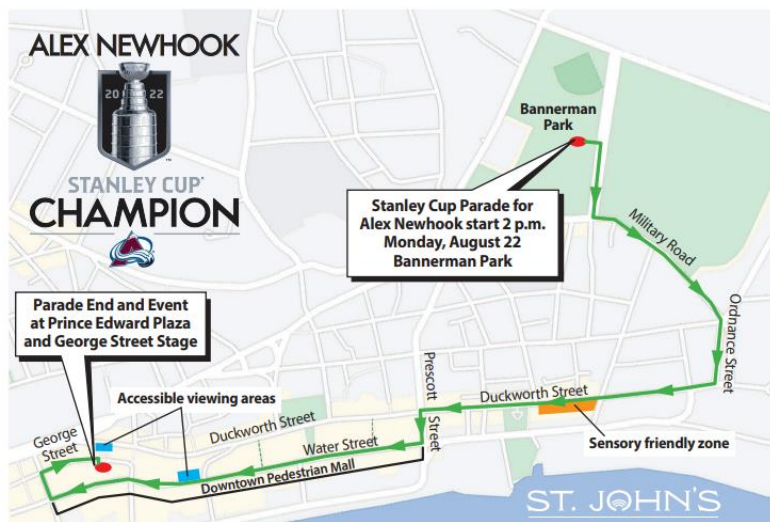 ALEX NEWHOOK
20 22
STANLEY CUP
CHAMPION
Bannerman
Park
Stanley Cup Parade for
Alex Newhook start 2 p.m.
Monday, August 22
Bannerman Park
Military Road
Ordnance Street
Parade End and Event
at Prince Edward Plaza
and George Street Stage
Prescott
Street
Duckworth Street
Accessible viewing areas
Duckworth Street
George
Street
Water Street
Sensory friendly zone
Downtown Pedestrian Mall
ST. JOHN'S